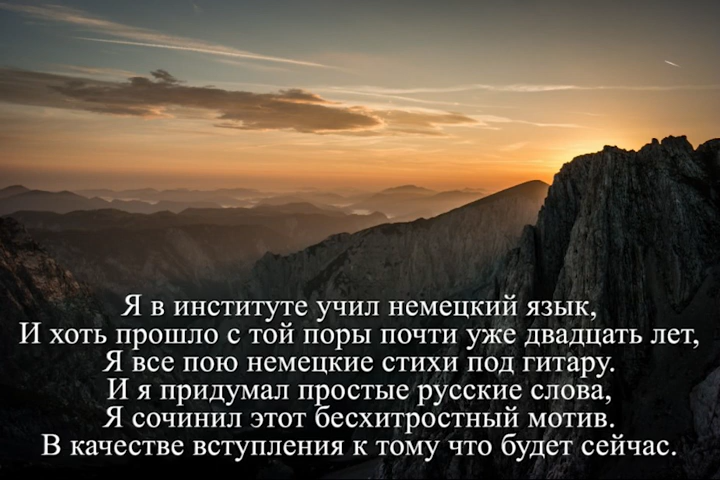 Я в институте учил немецкий язык,
И хоть прошло с той поры почти уже двадцать лет,
Я все пою немецкие стихи под гитару.
И я придумал простые русские слова,
Я сочинил этот бесхитростный мотив.
В качестве вступления к тому что будет сейчас.